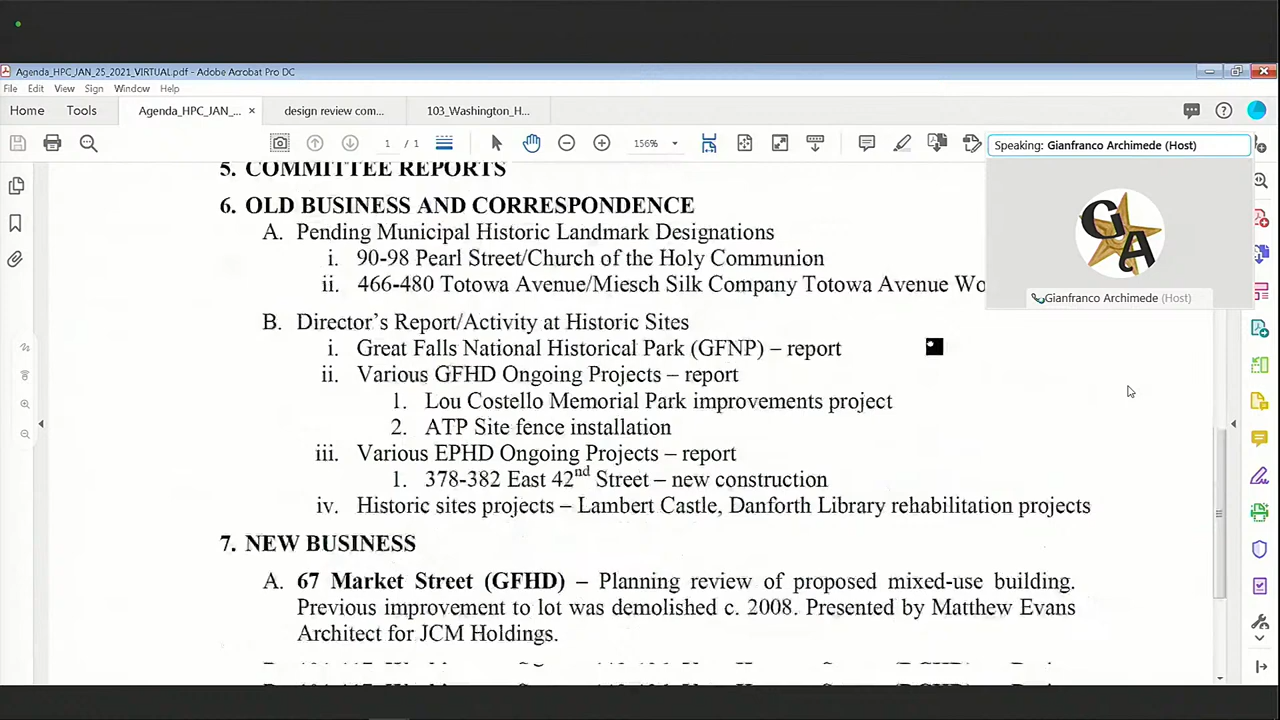 Agenda_HPC_JAN_25_2021_VIRTUAL.pdf - Adobe Acrobat Pro DC
File Edit View Sign Window Help
Home Tools Agenda_HPC_JAN_... × design review com... 103_Washington_H...
1 / 1 156%
Speaking: Gianfranco Archimede (Host)
GA
Gianfranco Archimede (Host)
5. COMMITTEE REPORTS
6. OLD BUSINESS AND CORRESPONDENCE
A. Pending Municipal Historic Landmark Designations
i. 90-98 Pearl Street/Church of the Holy Communion
ii. 466-480 Totowa Avenue/Miesch Silk Company Totowa Avenue Wo
B. Director's Report/Activity at Historic Sites
i. Great Falls National Historical Park (GFNP) – report
ii. Various GFHD Ongoing Projects – report
1. Lou Costello Memorial Park improvements project
2. ATP Site fence installation
iii. Various EPHD Ongoing Projects – report
1. 378-382 East 42nd Street – new construction
iv. Historic sites projects – Lambert Castle, Danforth Library rehabilitation projects
7. NEW BUSINESS
A. 67 Market Street (GFHD) – Planning review of proposed mixed-use building.
Previous improvement to lot was demolished c. 2008. Presented by Matthew Evans
Architect for JCM Holdings.